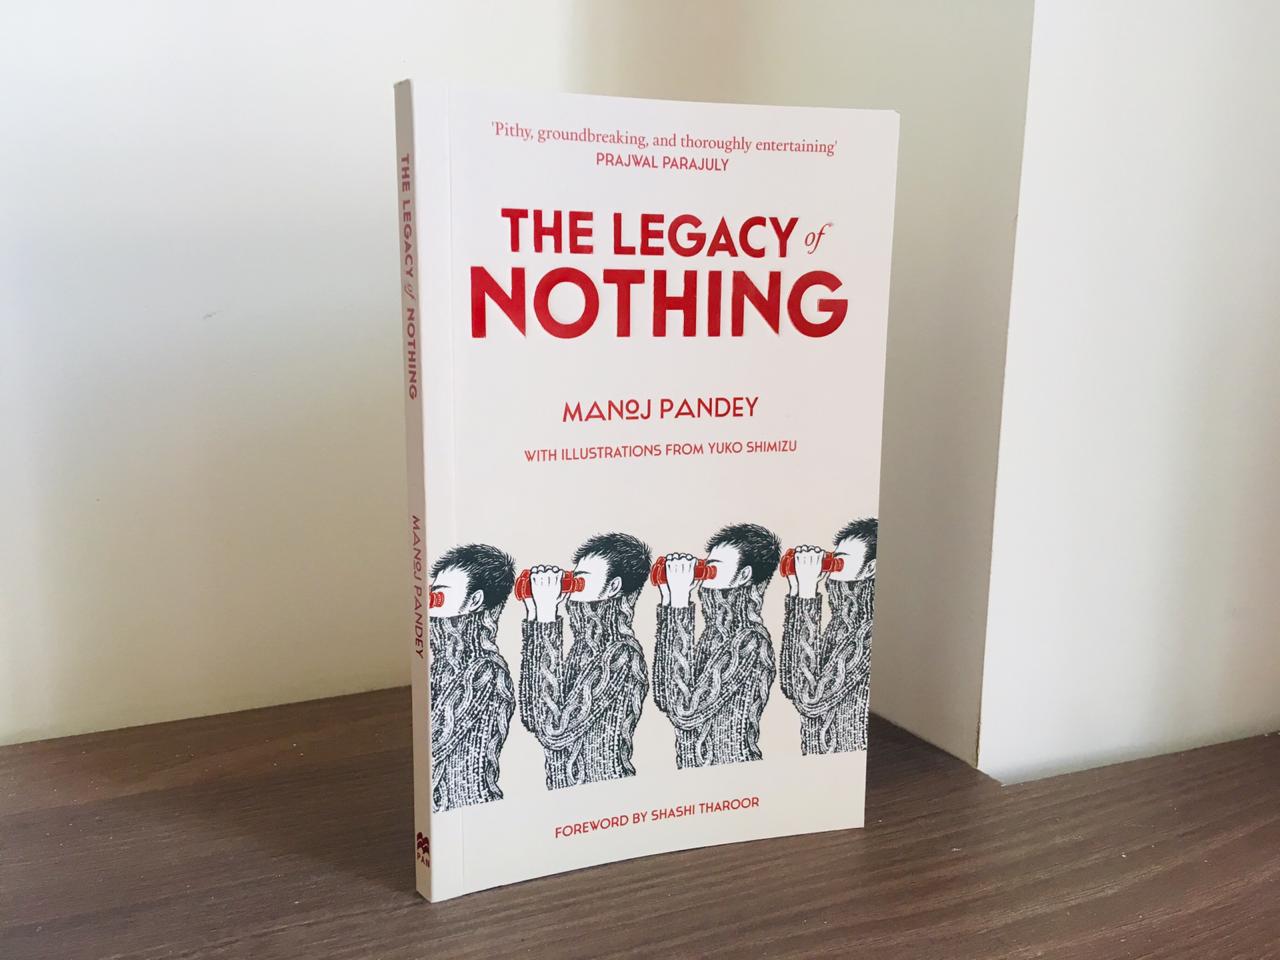 'Pithy, groundbreaking, and thoroughly entertaining'
PRAJWAL PARAJULY
THE LEGACY of
NOTHING
MANOJ PANDEY
WITH ILLUSTRATIONS FROM YUKO SHIMIZU
FOREWORD BY SHASHI THAROOR
THE LEGACY of NOTHING
MANOJ PANDEY
PAN